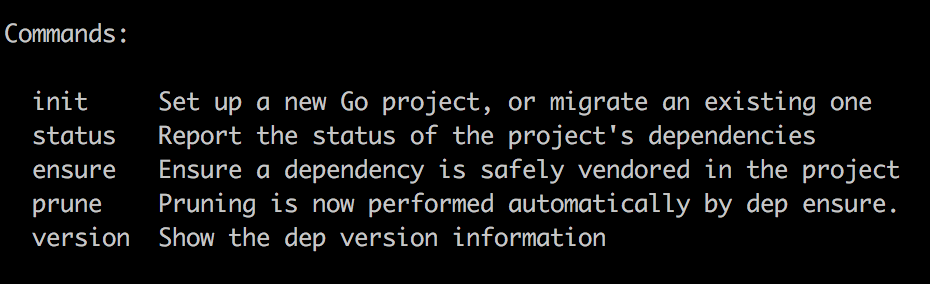 Commands:
init Set up a new Go project, or migrate an existing one
status Report the status of the project's dependencies
ensure Ensure a dependency is safely vendored in the project
prune Pruning is now performed automatically by dep ensure.
version Show the dep version information